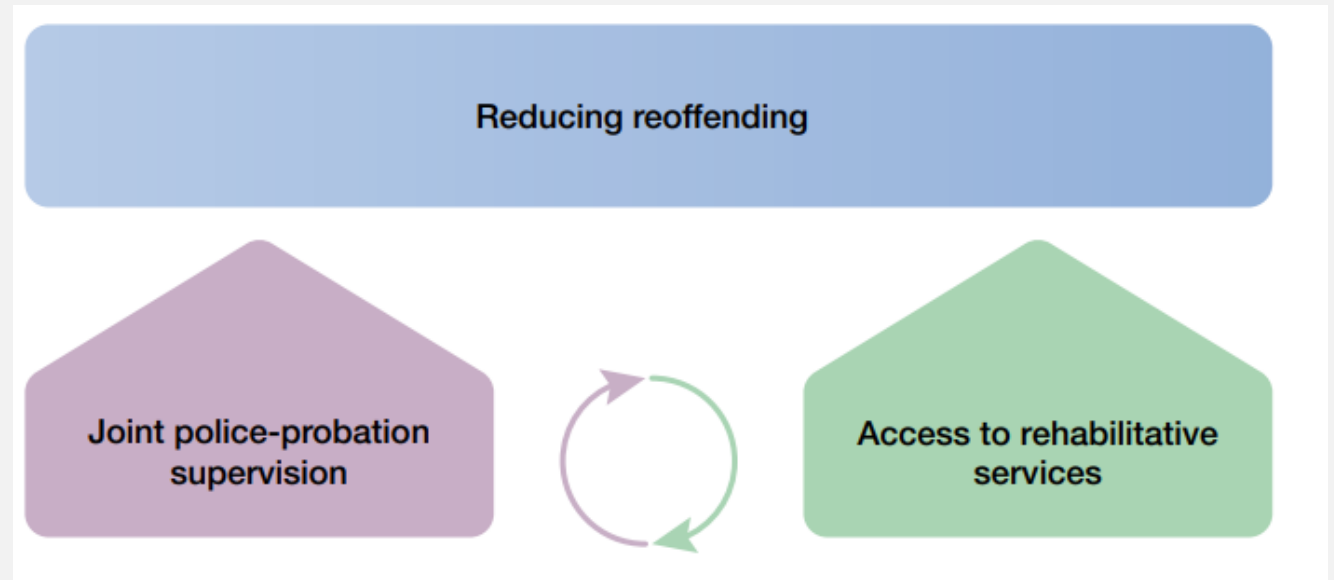 Reducing reoffending
Joint police-probation
supervision
Access to rehabilitative
services